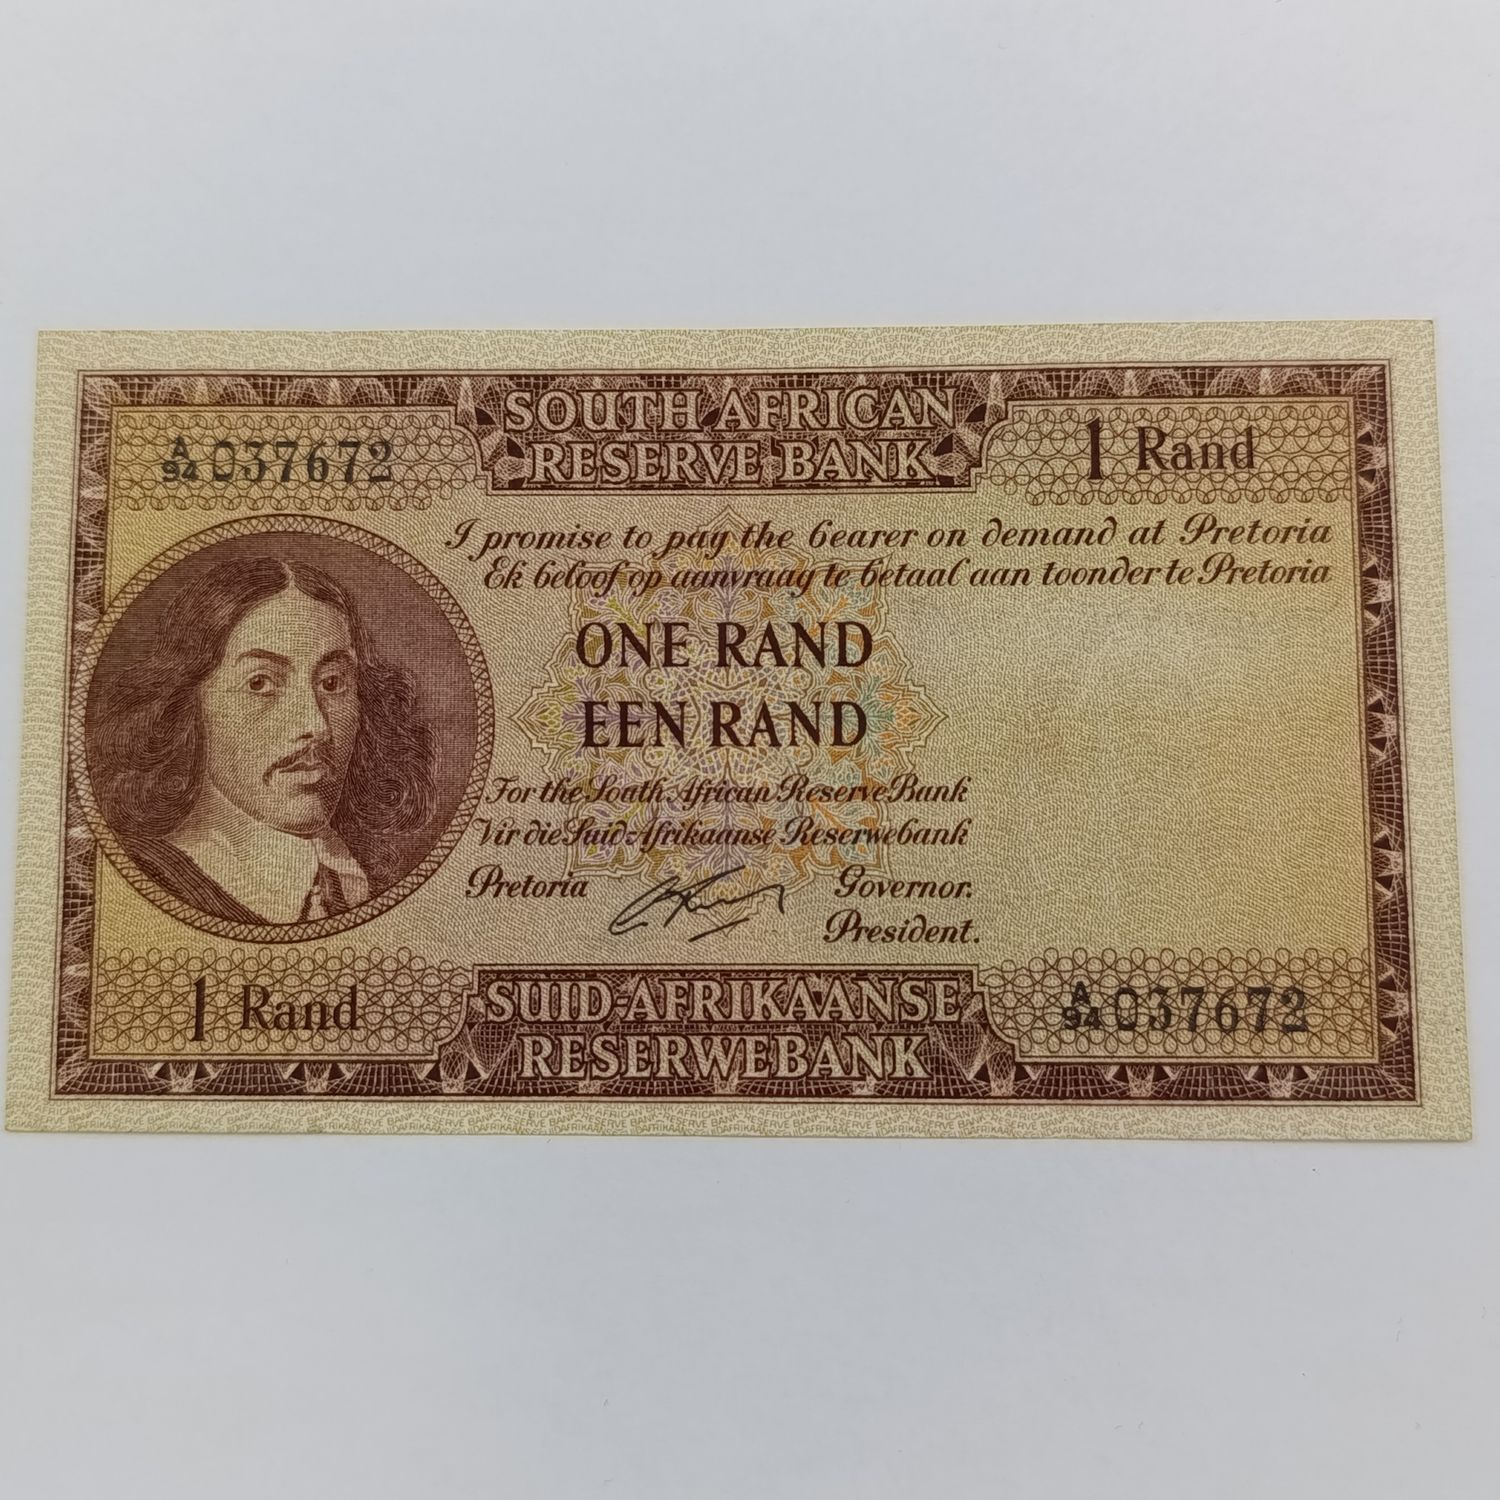 SOUTH AFRICAN
RESERVE BANK
A/94 037672
1 Rand
I promise to pay the bearer on demand at Pretoria
Ek beloof op aanvraag te betaal aan toonder te Pretoria
ONE RAND
EEN RAND
For the South African Reserve Bank
Vir die Suid-Afrikaanse Reserwebank
Pretoria
Governor.
President.
1 Rand
SUID-AFRIKAANSE
RESERWEBANK
A/94 037672